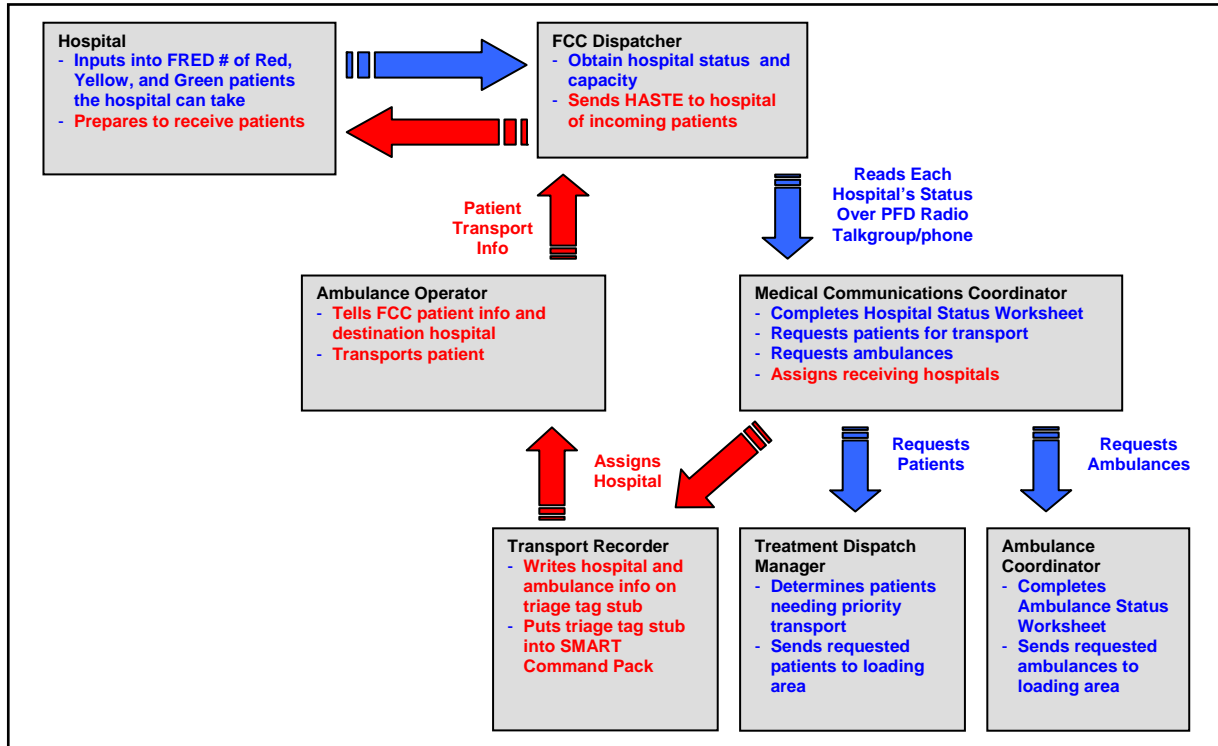 Hospital
- Inputs into FRED # of Red,
Yellow, and Green patients
the hospital can take
- Prepares to receive patients
FCC Dispatcher
- Obtain hospital status and
capacity
- Sends HASTE to hospital
of incoming patients
Patient
Transport
Info
Reads Each
Hospital's Status
Over PFD Radio
Talkgroup/phone
Ambulance Operator
- Tells FCC patient info and
destination hospital
- Transports patient
Medical Communications Coordinator
- Completes Hospital Status Worksheet
- Requests patients for transport
- Requests ambulances
- Assigns receiving hospitals
Assigns
Hospital
Requests
Patients
Requests
Ambulances
Transport Recorder
- Writes hospital and
ambulance info on
triage tag stub
- Puts triage tag stub
into SMART
Command Pack
Treatment Dispatch
Manager
- Determines patients
needing priority
transport
- Sends requested
patients to loading
area
Ambulance
Coordinator
- Completes
Ambulance Status
Worksheet
- Sends requested
ambulances to
loading area